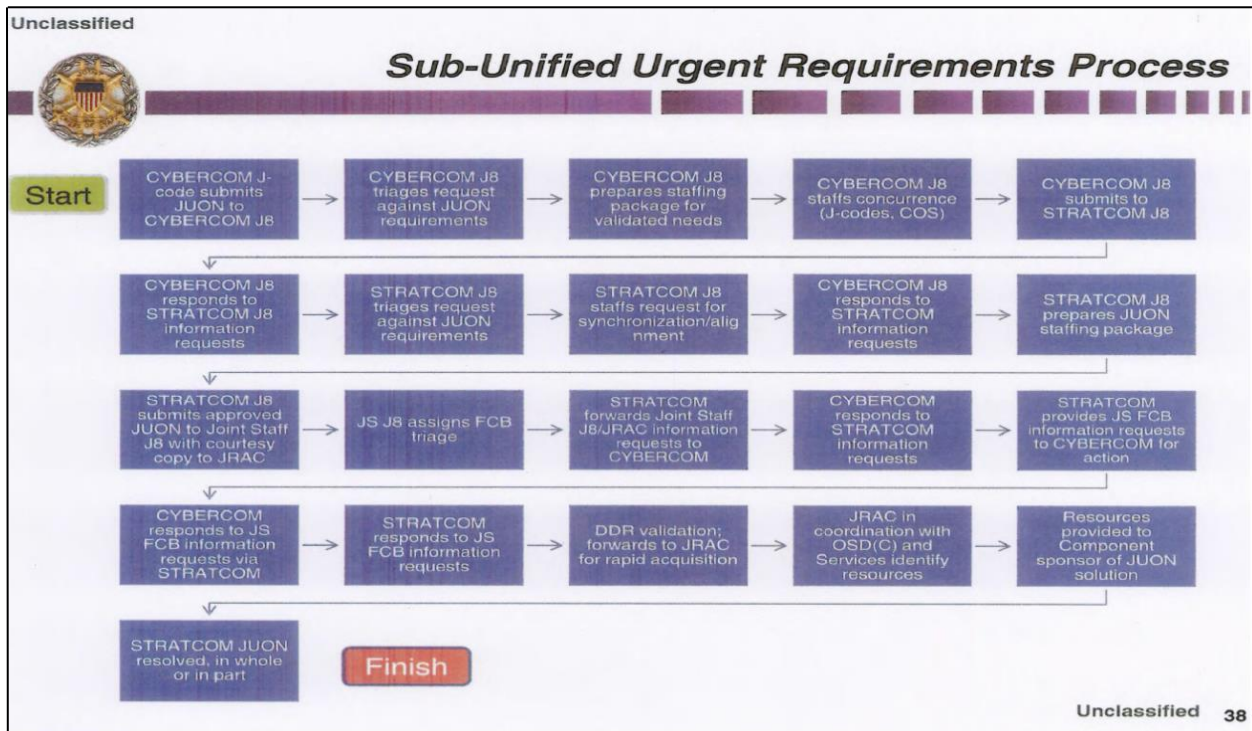 Unclassified
Sub-Unified Urgent Requirements Process
Start
CYBERCOM J-
code submits
JUON to
CYBERCOM J8
CYBERCOM J8
triages request
against JUON
requirements
CYBERCOM J8
prepares staffing
package for
validated needs
CYBERCOM J8
staffs concurrence
(J-codes, COS)
CYBERCOM J8
submits to
STRATCOM J8
CYBERCOM J8
responds to
STRATCOM J8
information
requests
STRATCOM J8
triages request
against JUON
requirements
STRATCOM J8
staffs request for
synchronization/alig
nment
CYBERCOM J8
responds to
STRATCOM
information
requests
STRATCOM J8
prepares JUON
staffing package
STRATCOM J8
submits approved
JUON to Joint Staff
J8 with courtesy
copy to JRAC
JS J8 assigns FCB
triage
STRATCOM
forwards Joint Staff
J8/JRAC information
requests to
CYBERCOM
CYBERCOM
responds to
STRATCOM
information
requests
STRATCOM
provides JS FCB
information requests
to CYBERCOM for
action
CYBERCOM
responds to JS
FCB information
requests via
STRATCOM
STRATCOM
responds to JS
FCB information
requests
DDR validation;
forwards to JRAC
for rapid acquisition
JRAC in
coordination with
OSD(C) and
Services identify
resources
Resources
provided to
Component
sponsor of JUON
solution
STRATCOM JUON
resolved, in whole
or in part
Finish
Unclassified 38